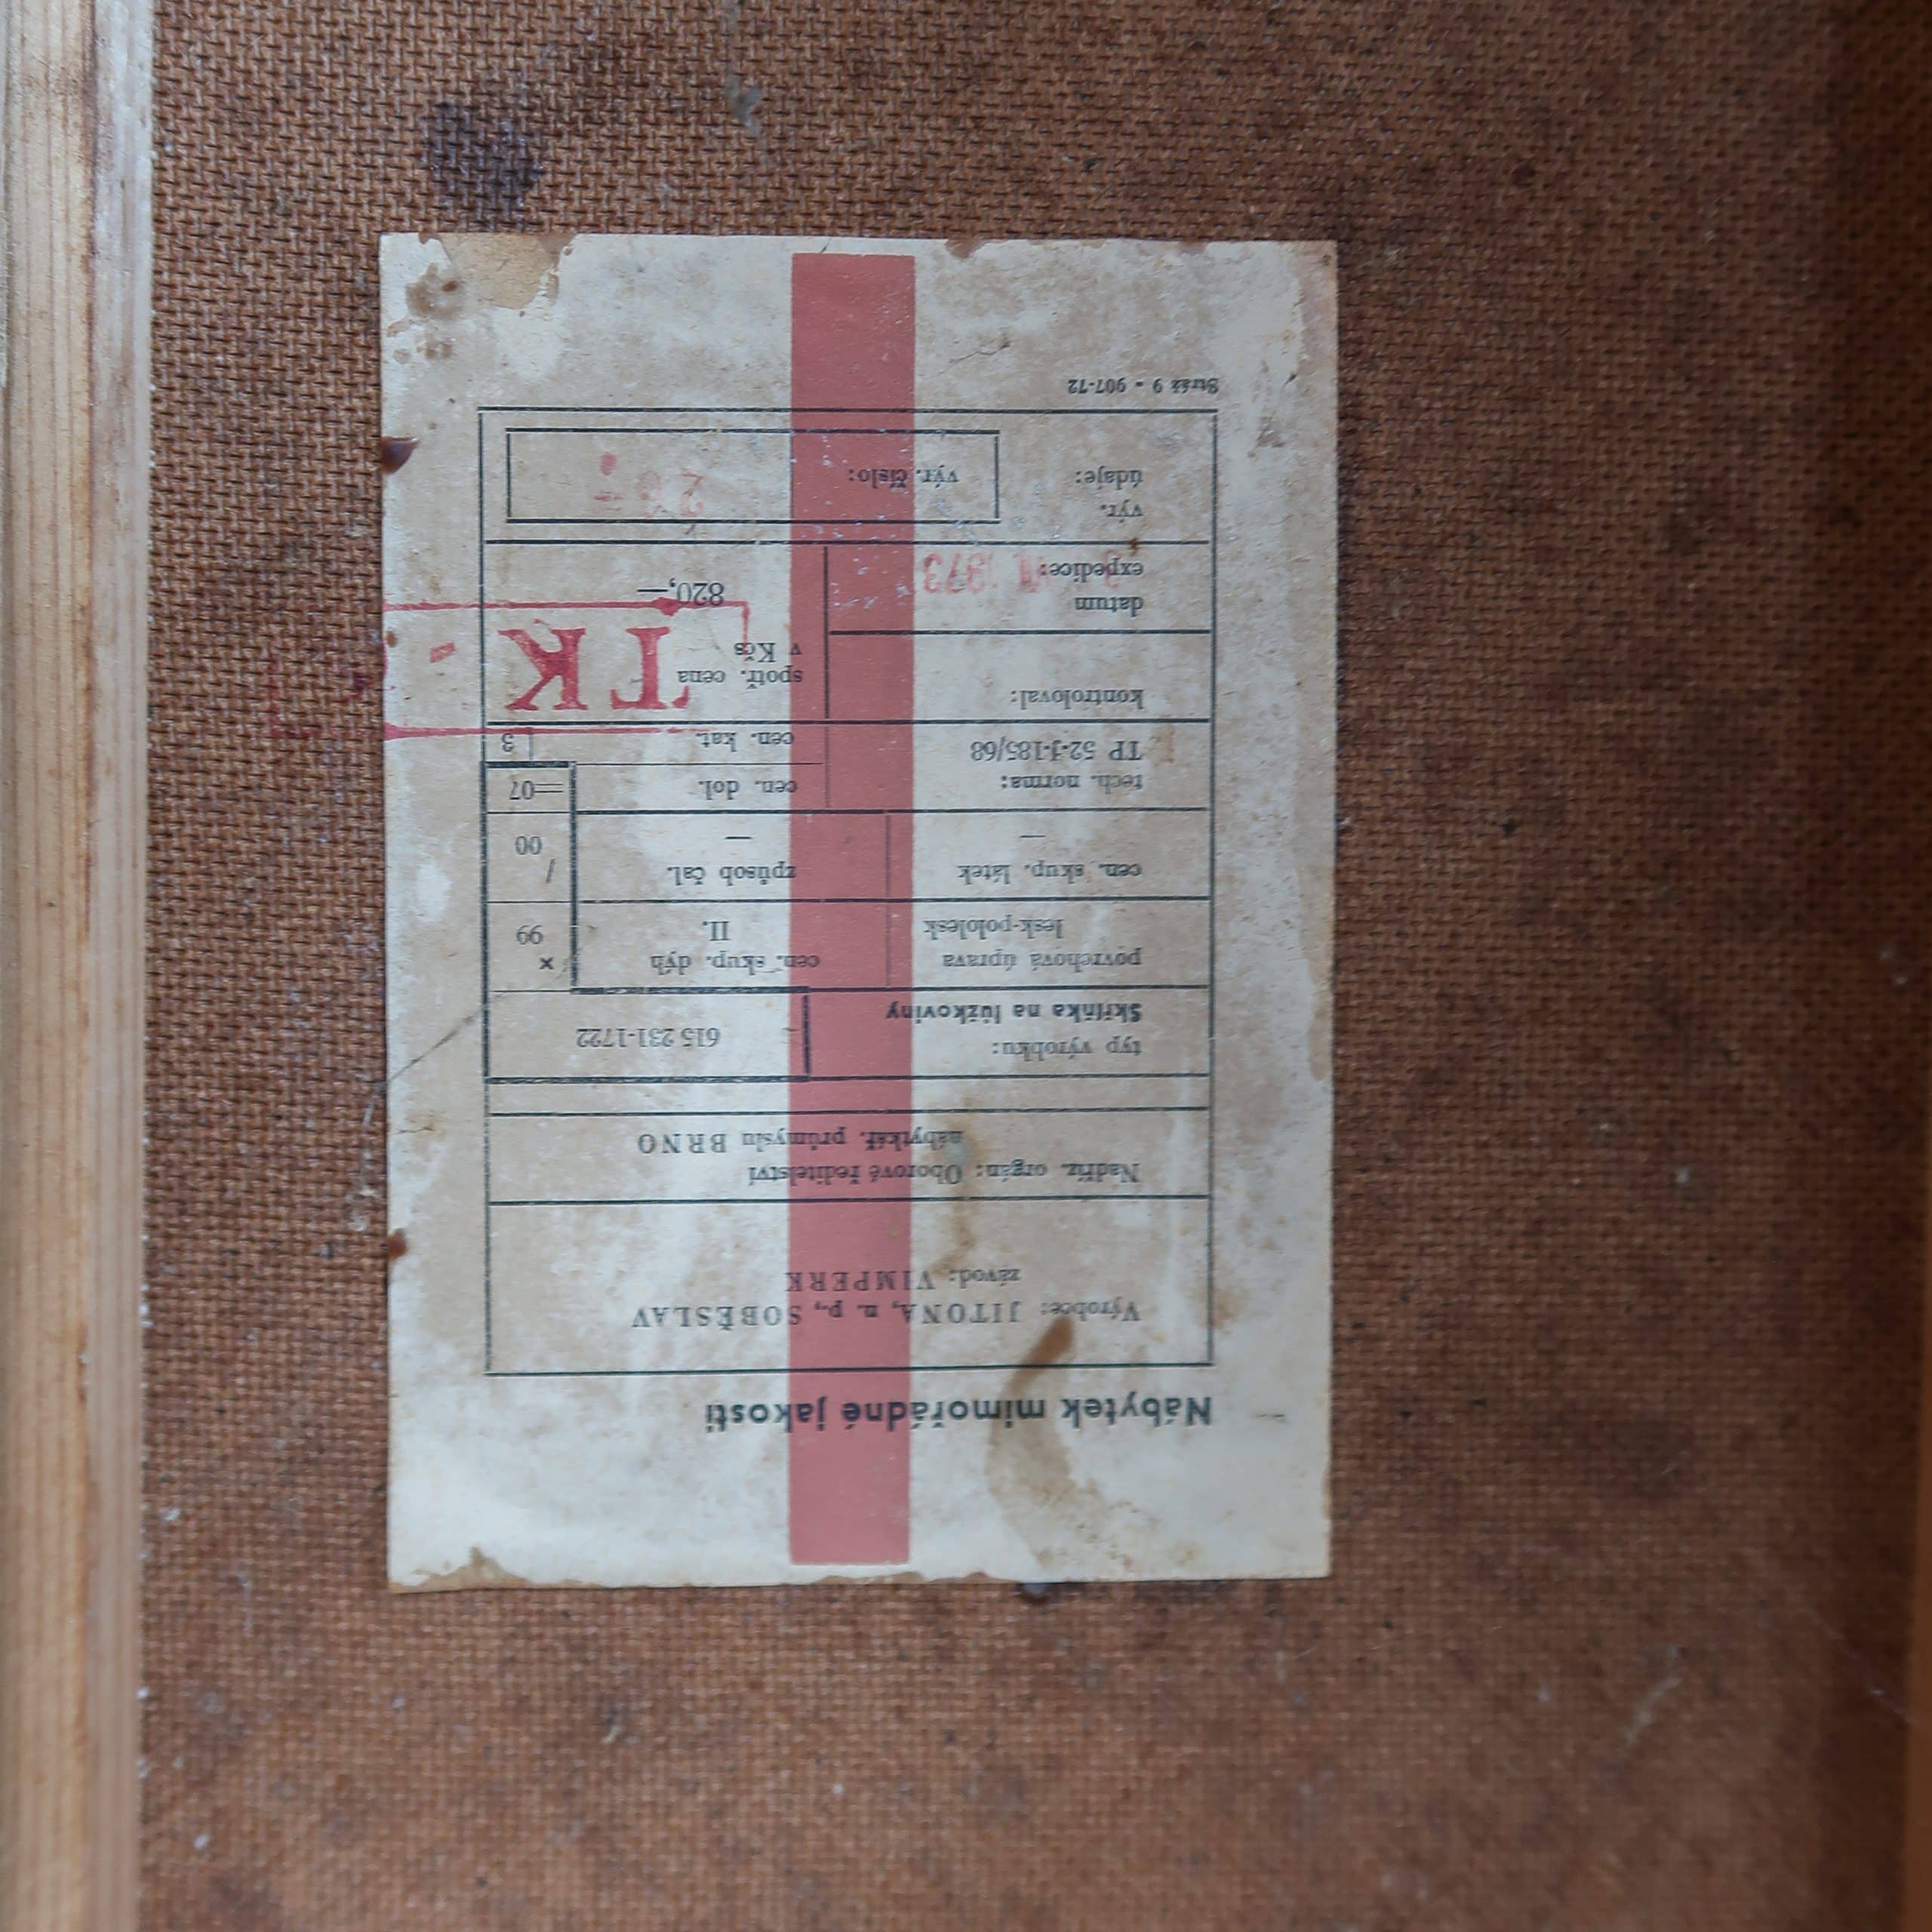 Nábytek mimořádné jakosti
Výrobce: JITONA, n. p., SOBĚSLAV
závod: VIMPERK
Nadříz. orgán: Oborové ředitelství
nábytkář. průmyslu BRNO
typ výrobku:
Skříňka na lůžkoviny
615 231-1722
povrchová úprava
lesk-pololesk
cen. skup. dýh
II.
×
99
cen. skup. látek
—
způsob čal.
—
/
00
tech. norma:
TP 52-J-185/68
cen. dol.
=07
cen. kat.
3
kontroloval:
spotř. cena
v Kčs
820,—
TK
datum
expedice:
1973
výr.
údaje:
výr. číslo:
Stráž 9 - 907-72